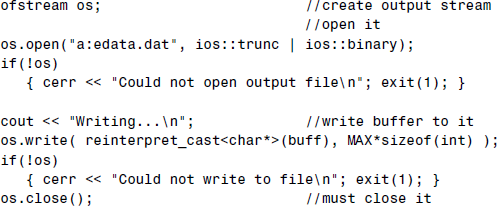 ofstream os; //create output stream
//open it
os.open("a:edata.dat", ios::trunc | ios::binary);
if(!os)
{ cerr << "Could not open output file\n"; exit(1); }
cout << "Writing...\n"; //write buffer to it
os.write( reinterpret_cast<char*>(buff), MAX*sizeof(int) );
if(!os)
{ cerr << "Could not write to file\n"; exit(1); }
os.close(); //must close it